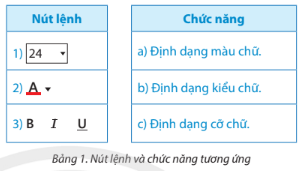 Nút lệnh Chức năng
1) 24 a) Định dạng màu chữ.
2) A b) Định dạng kiểu chữ.
3) B I U c) Định dạng cỡ chữ.
Bảng 1. Nút lệnh và chức năng tương ứng